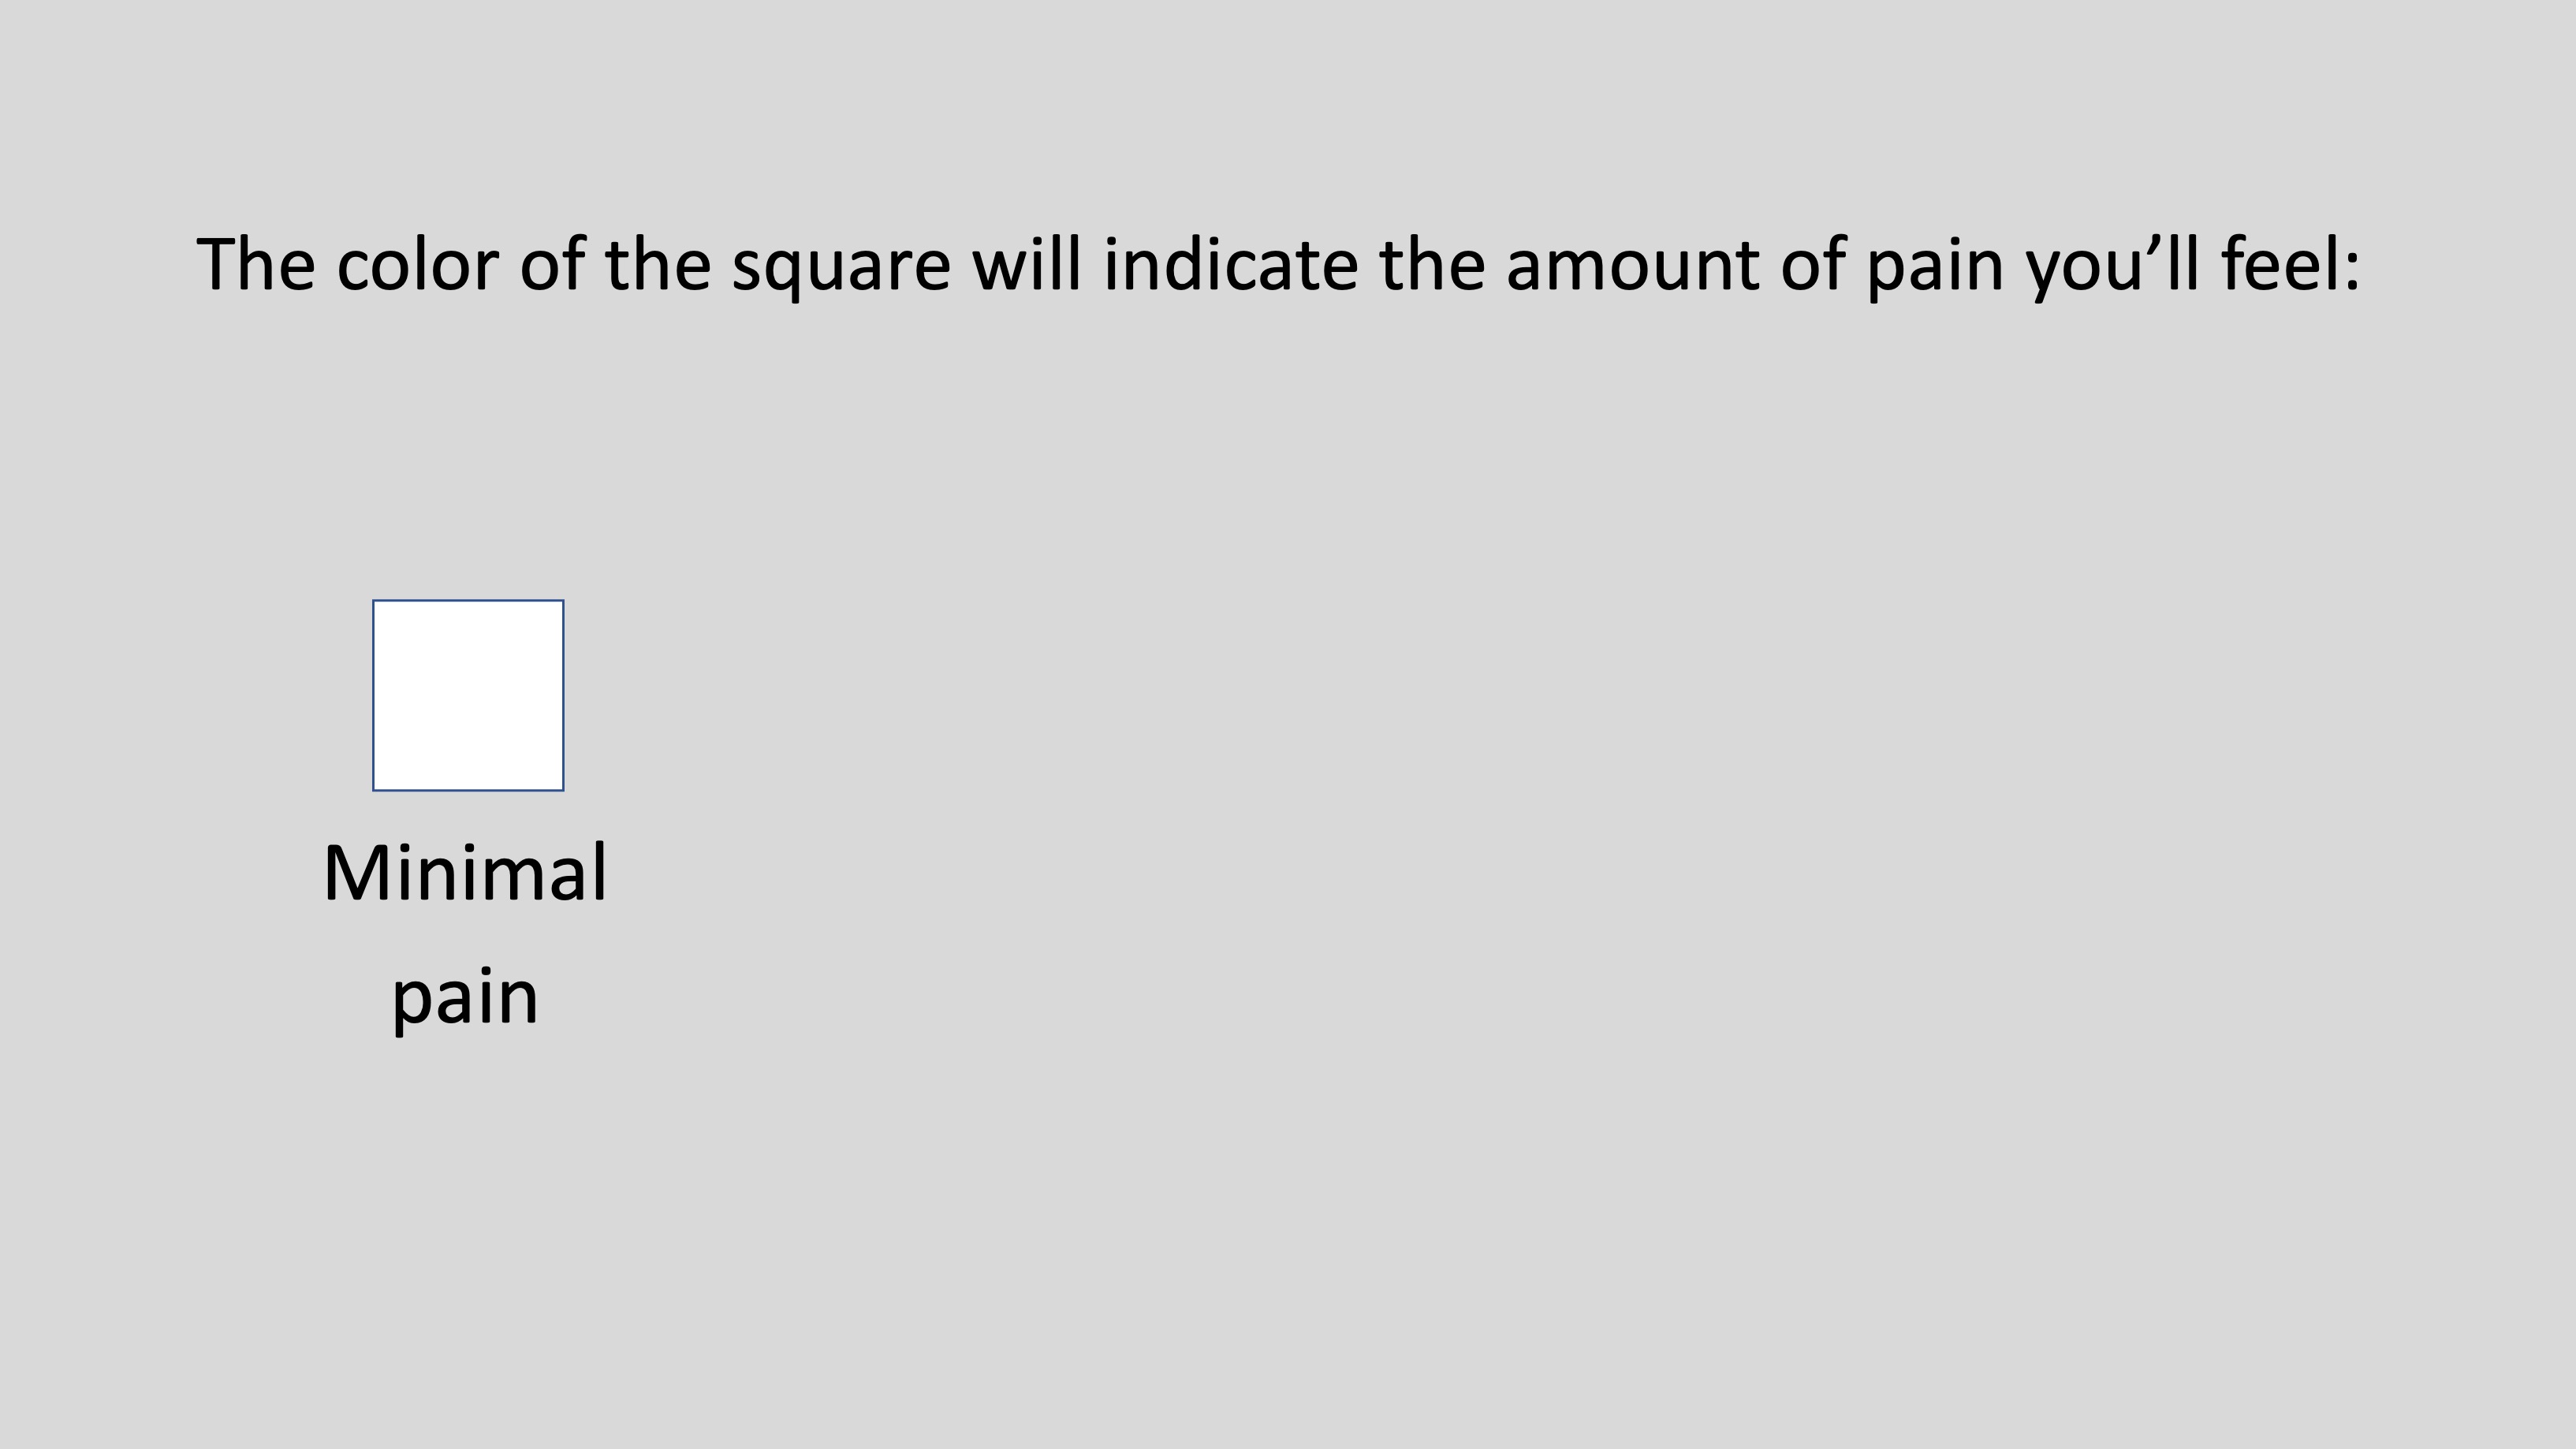 The color of the square will indicate the amount of pain you’ll feel:
Minimal
pain